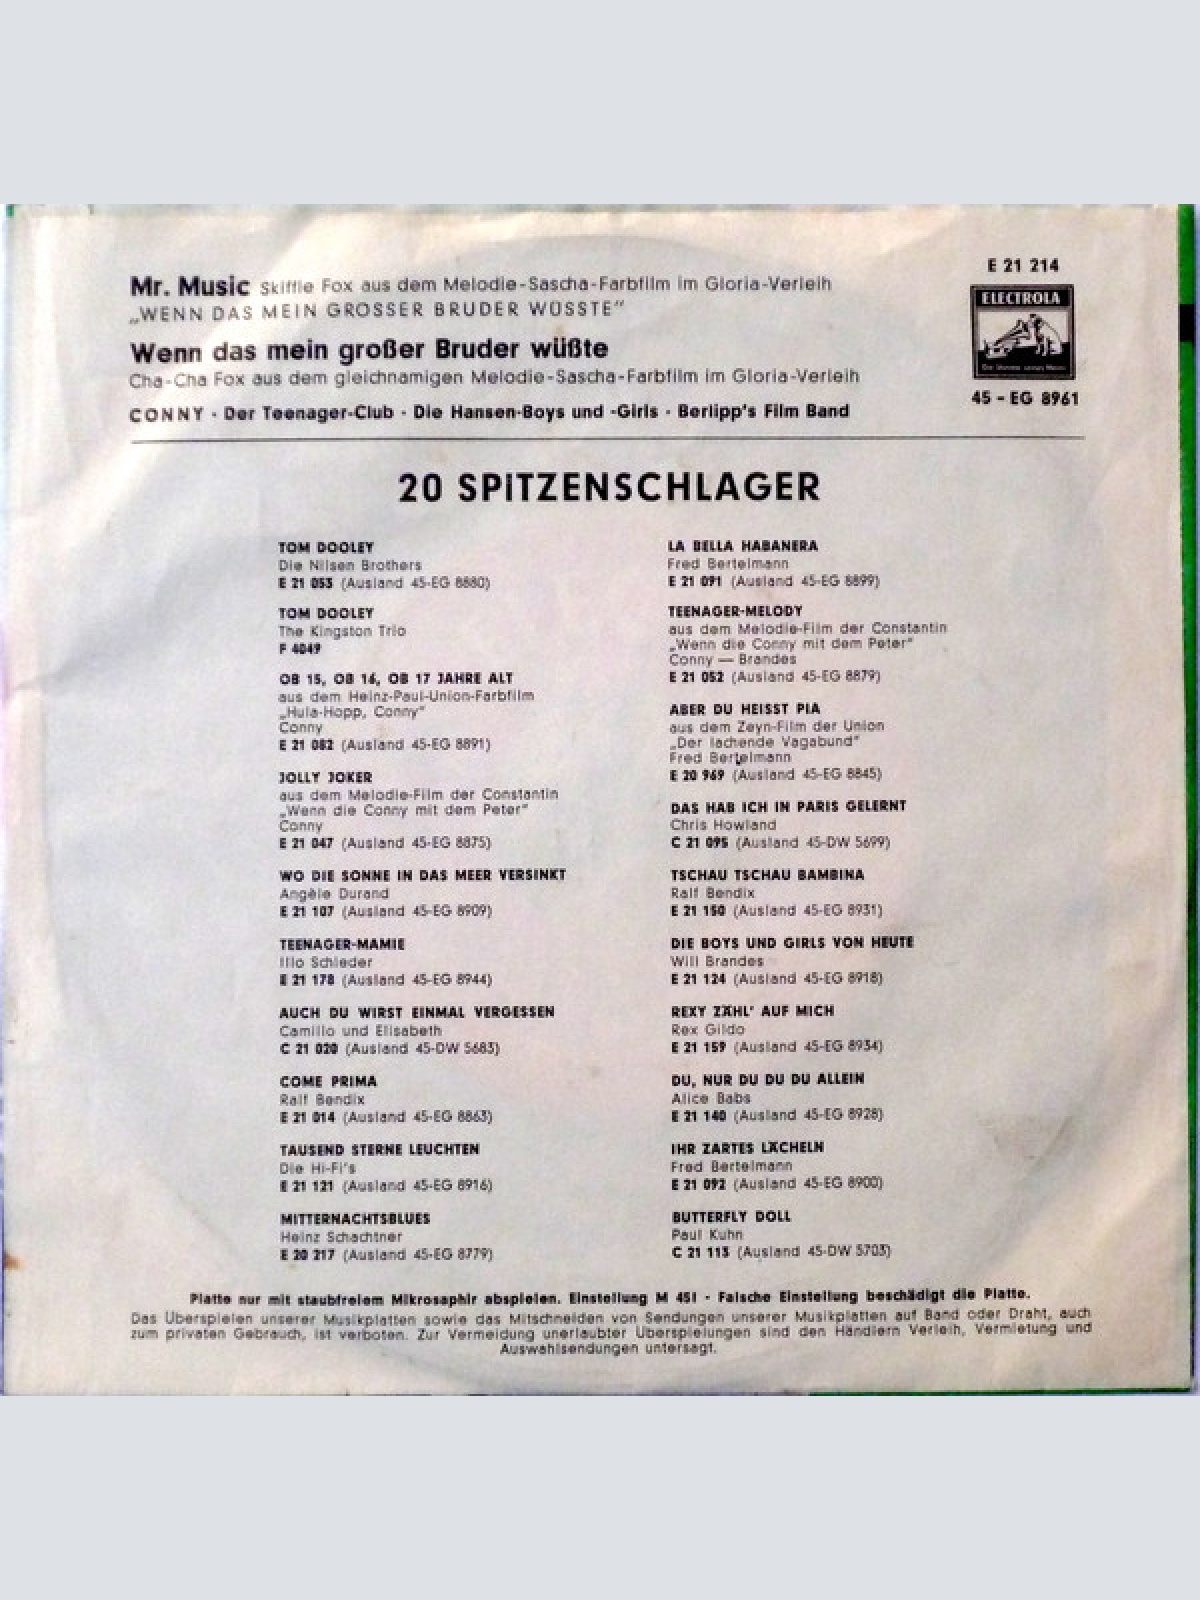 Mr. Music Skiffle Fox aus dem Melodie-Sascha-Farbfilm im Gloria-Verleih
„WENN DAS MEIN GROSSER BRUDER WÜSSTE"
Wenn das mein großer Bruder wüßte
Cha-Cha Fox aus dem gleichnamigen Melodie-Sascha-Farbfilm im Gloria-Verleih
CONNY · Der Teenager-Club · Die Hansen-Boys und -Girls · Berlipp's Film Band
E 21 214
ELECTROLA
Die Stimme seines Herrn
45 - EG 8961
20 SPITZENSCHLAGER
TOM DOOLEY
Die Nilsen Brothers
E 21 053 (Ausland 45-EG 8880)
TOM DOOLEY
The Kingston Trio
F 4049
OB 15, OB 16, OB 17 JAHRE ALT
aus dem Heinz-Paul-Union-Farbfilm
„Hula-Hopp, Conny"
Conny
E 21 082 (Ausland 45-EG 8891)
JOLLY JOKER
aus dem Melodie-Film der Constantin
„Wenn die Conny mit dem Peter"
Conny
E 21 047 (Ausland 45-EG 8875)
WO DIE SONNE IN DAS MEER VERSINKT
Angèle Durand
E 21 107 (Ausland 45-EG 8909)
TEENAGER-MAMIE
Illo Schieder
E 21 178 (Ausland 45-EG 8944)
AUCH DU WIRST EINMAL VERGESSEN
Camillo und Elisabeth
C 21 020 (Ausland 45-DW 5683)
COME PRIMA
Ralf Bendix
E 21 014 (Ausland 45-EG 8863)
TAUSEND STERNE LEUCHTEN
Die Hi-Fi's
E 21 121 (Ausland 45-EG 8916)
MITTERNACHTSBLUES
Heinz Schachtner
E 20 217 (Ausland 45-EG 8779)
LA BELLA HABANERA
Fred Bertelmann
E 21 091 (Ausland 45-EG 8899)
TEENAGER-MELODY
aus dem Melodie-Film der Constantin
„Wenn die Conny mit dem Peter"
Conny — Brandes
E 21 052 (Ausland 45-EG 8879)
ABER DU HEISST PIA
aus dem Zeyn-Film der Union
„Der lachende Vagabund"
Fred Bertelmann
E 20 969 (Ausland 45-EG 8845)
DAS HAB ICH IN PARIS GELERNT
Chris Howland
C 21 095 (Ausland 45-DW 5699)
TSCHAU TSCHAU BAMBINA
Ralf Bendix
E 21 150 (Ausland 45-EG 8931)
DIE BOYS UND GIRLS VON HEUTE
Will Brandes
E 21 124 (Ausland 45-EG 8918)
REXY ZÄHL' AUF MICH
Rex Gildo
E 21 159 (Ausland 45-EG 8934)
DU, NUR DU DU DU ALLEIN
Alice Babs
E 21 140 (Ausland 45-EG 8928)
IHR ZARTES LÄCHELN
Fred Bertelmann
E 21 092 (Ausland 45-EG 8900)
BUTTERFLY DOLL
Paul Kuhn
C 21 113 (Ausland 45-DW 5703)
Platte nur mit staubfreiem Mikrosaphir abspielen. Einstellung M 45! - Falsche Einstellung beschädigt die Platte.
Das Überspielen unserer Musikplatten sowie das Mitschneiden von Sendungen unserer Musikplatten auf Band oder Draht, auch
zum privaten Gebrauch, ist verboten. Zur Vermeidung unerlaubter Überspielungen sind den Händlern Verleih, Vermietung und
Auswahlsendungen untersagt.